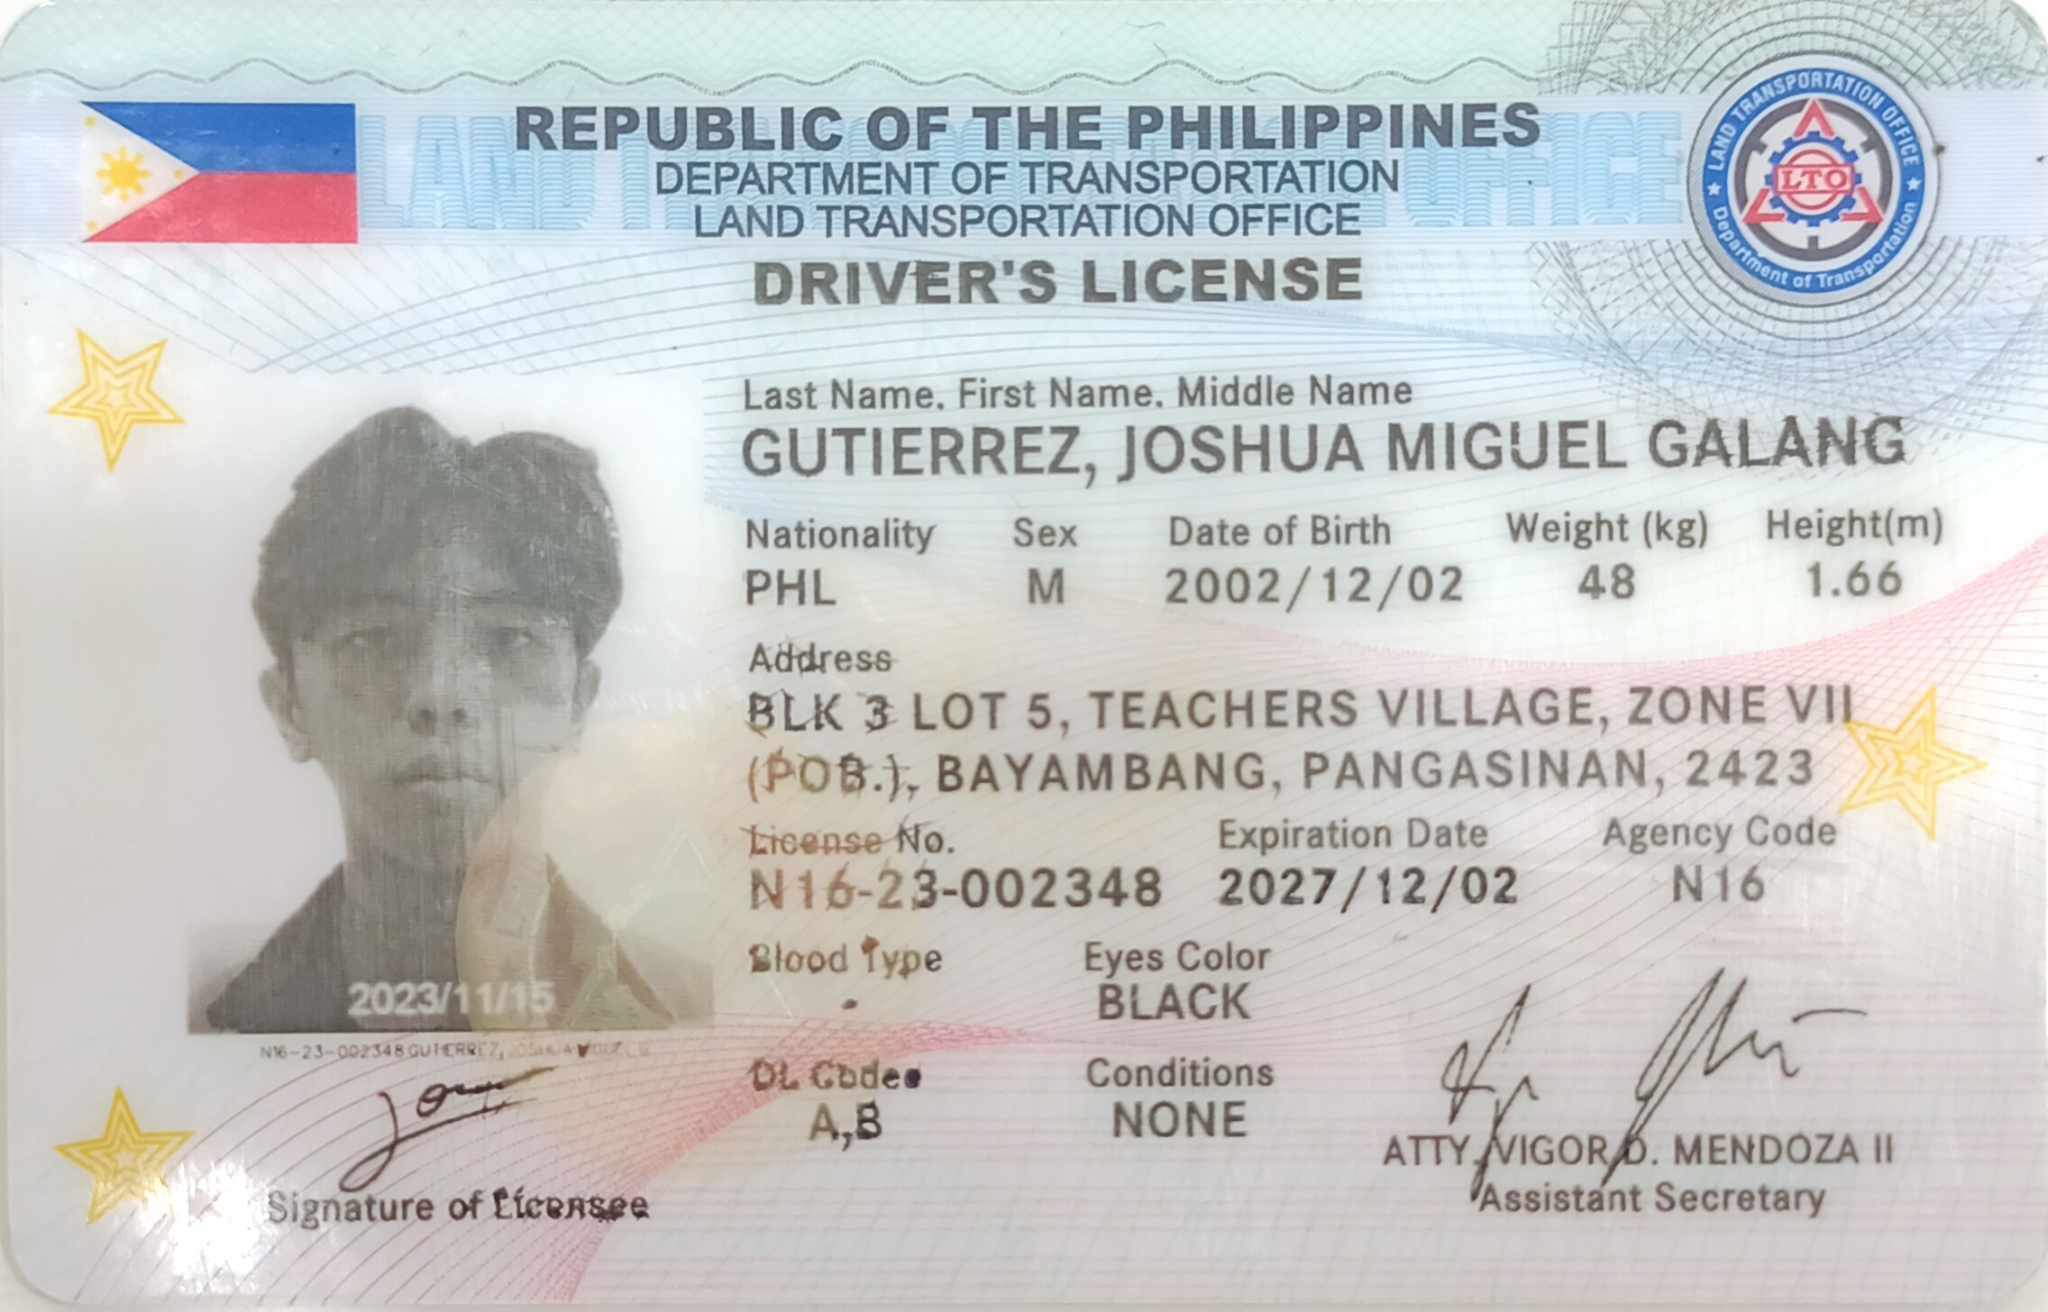 REPUBLIC OF THE PHILIPPINES
DEPARTMENT OF TRANSPORTATION
LAND TRANSPORTATION OFFICE
DRIVER'S LICENSE
LAND TRANSPORTATION OFFICE
LTO
Department of Transportation
Last Name. First Name. Middle Name
GUTIERREZ, JOSHUA MIGUEL GALANG
Nationality Sex Date of Birth Weight (kg) Height(m)
PHL M 2002/12/02 48 1.66
Address
BLK 3 LOT 5, TEACHERS VILLAGE, ZONE VII
(POB.), BAYAMBANG, PANGASINAN, 2423
License No. Expiration Date Agency Code
N16-23-002348 2027/12/02 N16
Blood Type Eyes Color
- BLACK
DL Codes Conditions
A,B NONE
2023/11/15
N16-23-002348 GUTIERREZ,
Signature of Licensee
ATTY. VIGOR D. MENDOZA II
Assistant Secretary